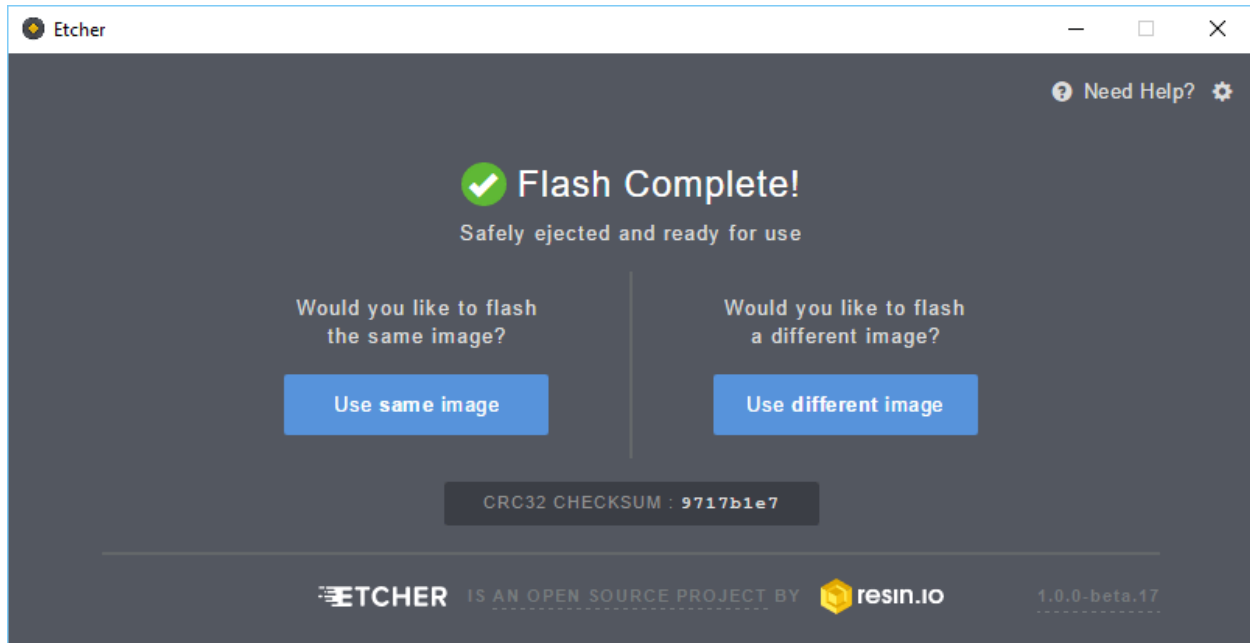 Etcher
Need Help?
Flash Complete!
Safely ejected and ready for use
Would you like to flash
the same image?
Use same image
Would you like to flash
a different image?
Use different image
CRC32 CHECKSUM : 9717b1e7
ETCHER IS AN OPEN SOURCE PROJECT BY resin.io 1.0.0-beta.17